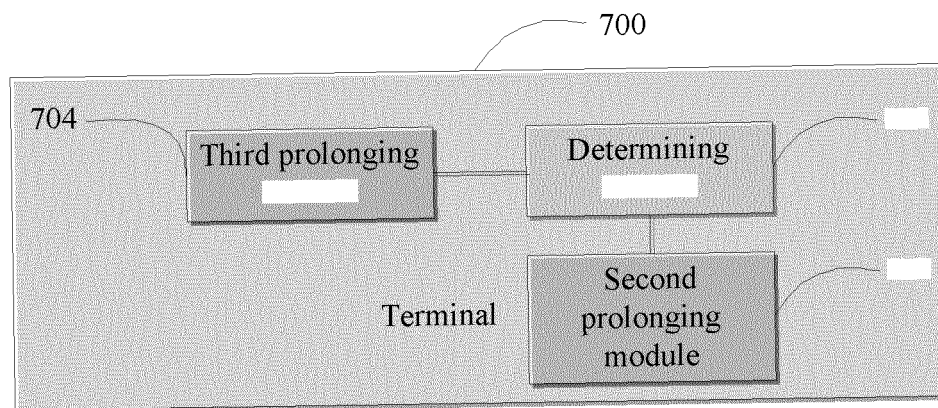 700
704
Third prolonging
Determining
Second
prolonging
module
Terminal